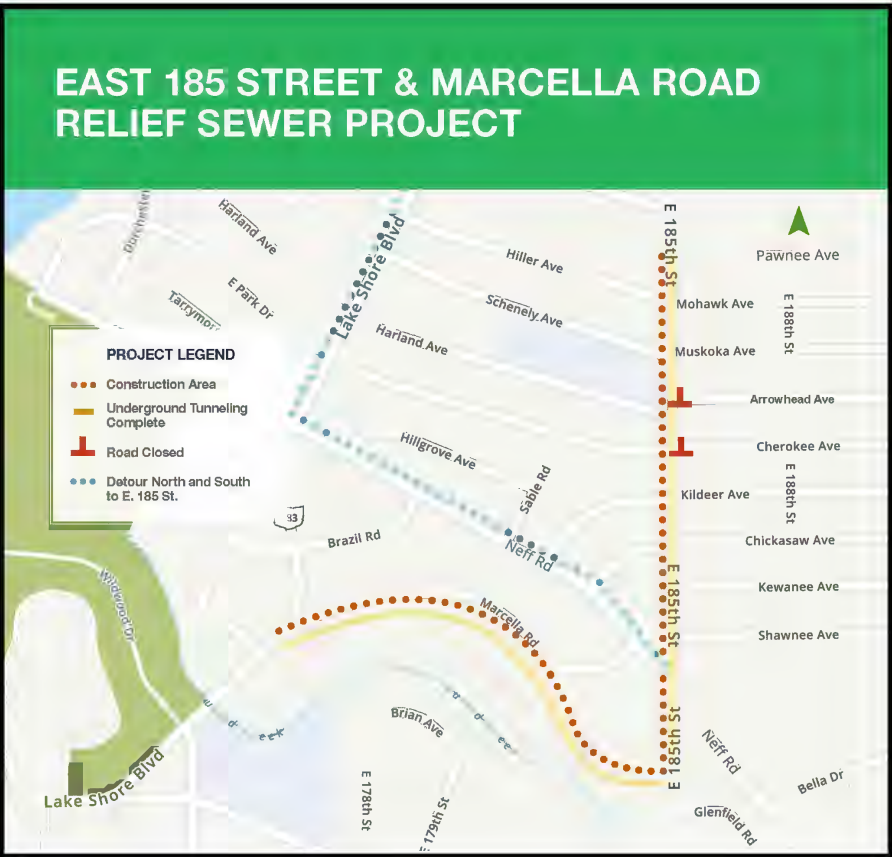 EAST 185 STREET & MARCELLA ROAD
RELIEF SEWER PROJECT
Harland Ave
E Park Dr
Lake Shore Blvd
Hiller Ave
Schenely Ave
Harland Ave
E 185th St
Pawnee Ave
Mohawk Ave
E 188th St
Muskoka Ave
Arrowhead Ave
Cherokee Ave
PROJECT LEGEND
Construction Area
Underground Tunneling
Complete
Road Closed
Detour North and South
to E. 185 St.
Hillgrove Ave
Sable Rd
Kildeer Ave
E 188th St
Brazil Rd
Neff Rd
Chickasaw Ave
Wildwood Dr
E 185th St
Kewanee Ave
Marcella Rd
Shawnee Ave
Brian Ave
E 185th St
Neff Rd
Lake Shore Blvd
E 178th St
E 179th St
Bella Dr
Glenfield Rd